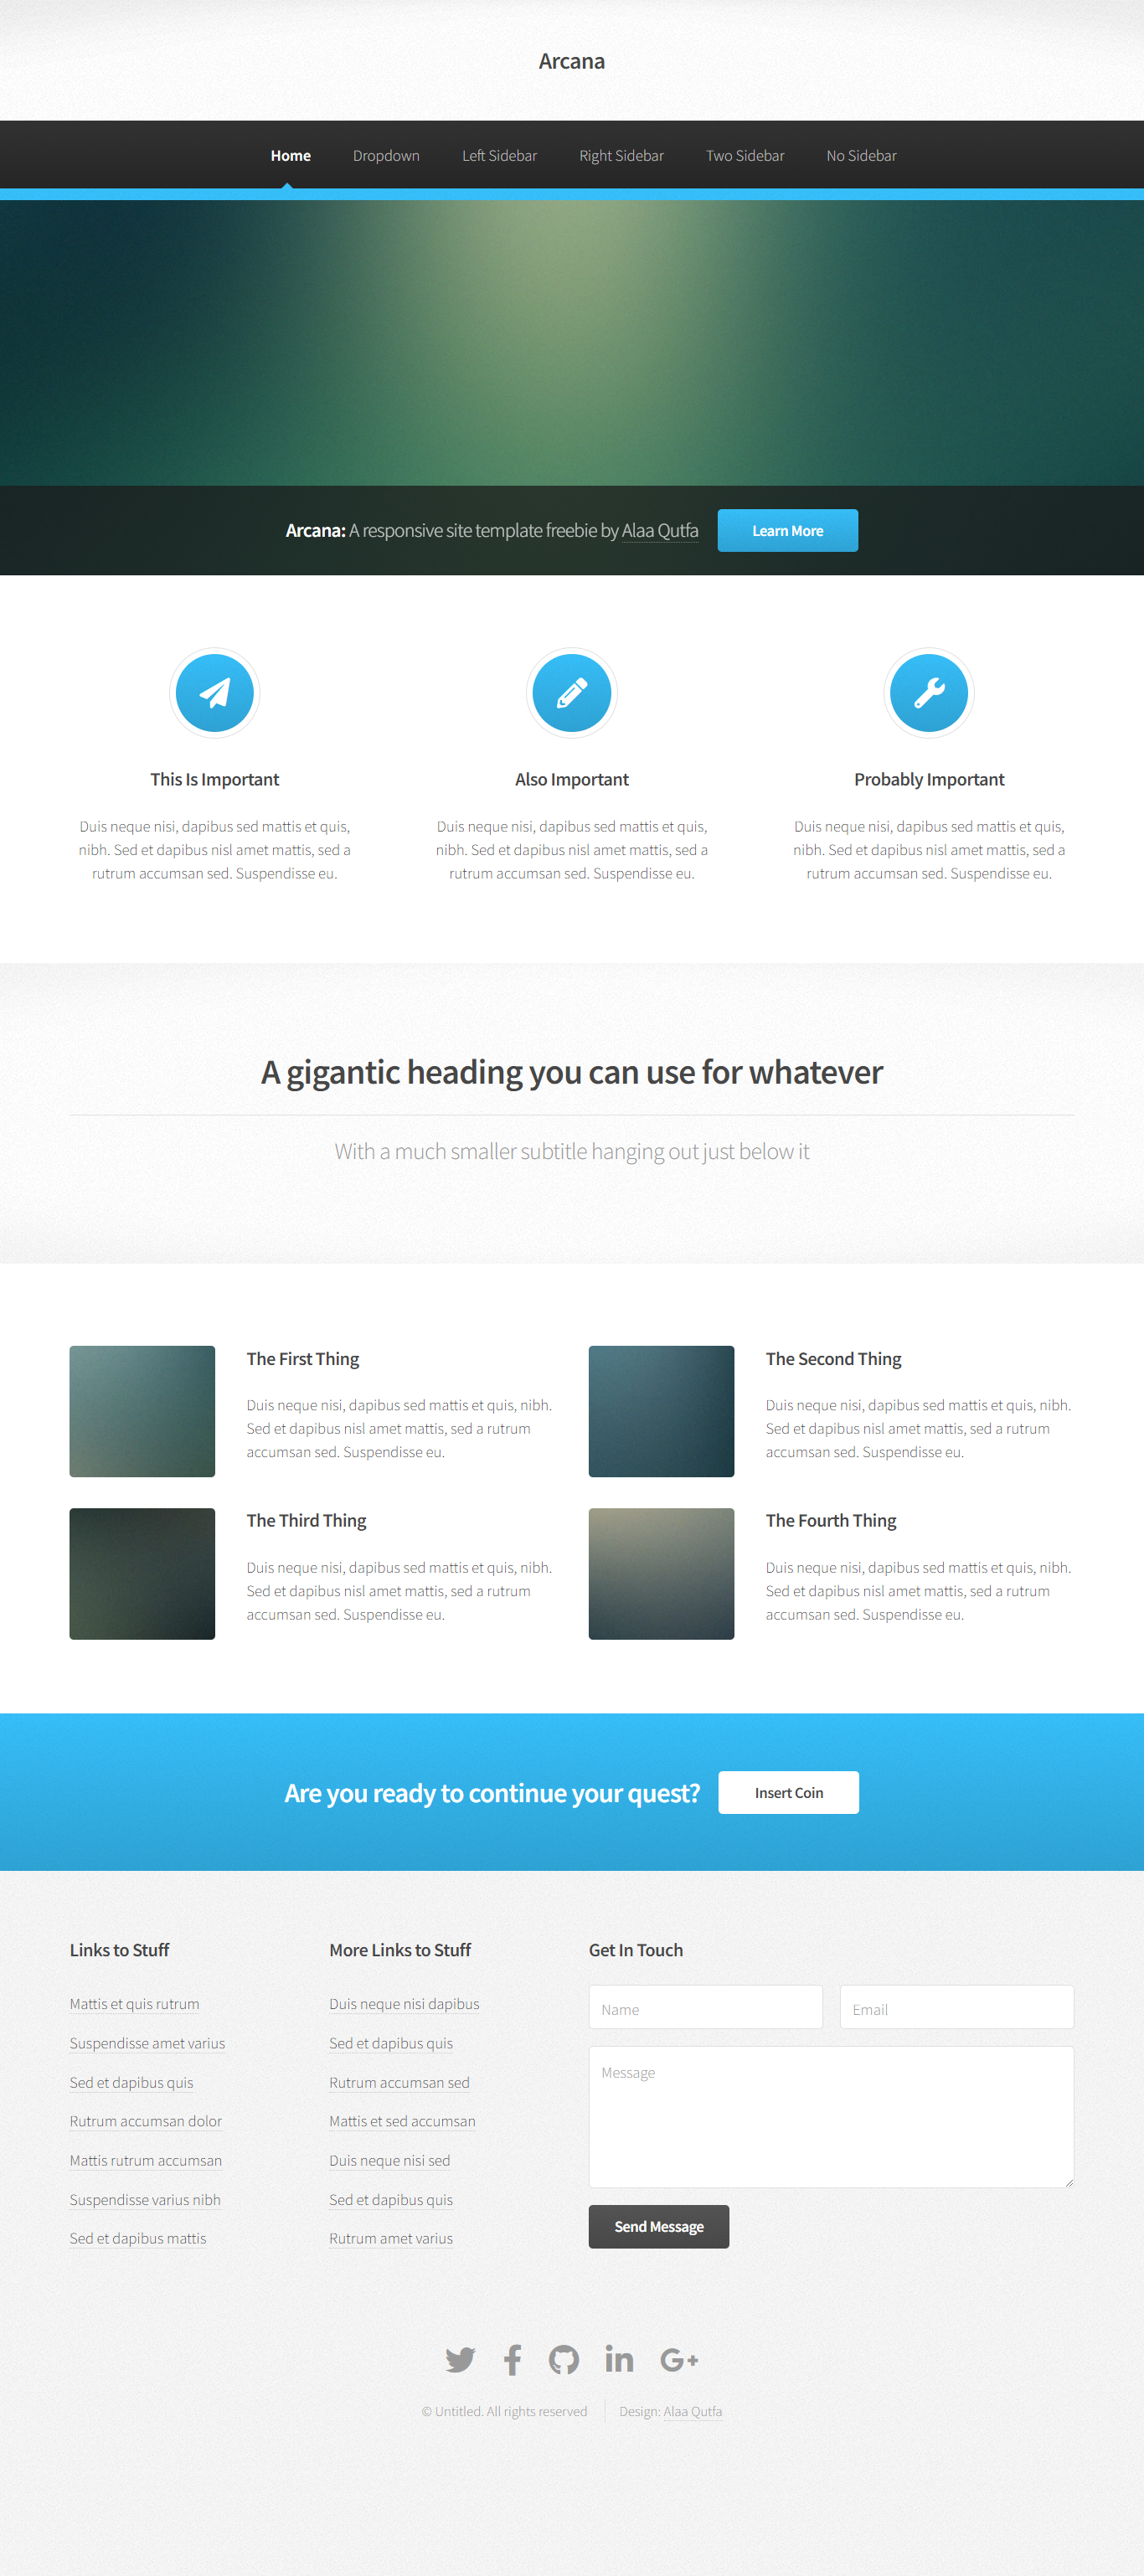 Arcana
Home Dropdown Left Sidebar Right Sidebar Two Sidebar No Sidebar
Arcana: A responsive site template freebie by Alaa Qutfa Learn More
This Is Important
Duis neque nisi, dapibus sed mattis et quis,
nibh. Sed et dapibus nisl amet mattis, sed a
rutrum accumsan sed. Suspendisse eu.
Also Important
Duis neque nisi, dapibus sed mattis et quis,
nibh. Sed et dapibus nisl amet mattis, sed a
rutrum accumsan sed. Suspendisse eu.
Probably Important
Duis neque nisi, dapibus sed mattis et quis,
nibh. Sed et dapibus nisl amet mattis, sed a
rutrum accumsan sed. Suspendisse eu.
A gigantic heading you can use for whatever
With a much smaller subtitle hanging out just below it
The First Thing
Duis neque nisi, dapibus sed mattis et quis, nibh.
Sed et dapibus nisl amet mattis, sed a rutrum
accumsan sed. Suspendisse eu.
The Second Thing
Duis neque nisi, dapibus sed mattis et quis, nibh.
Sed et dapibus nisl amet mattis, sed a rutrum
accumsan sed. Suspendisse eu.
The Third Thing
Duis neque nisi, dapibus sed mattis et quis, nibh.
Sed et dapibus nisl amet mattis, sed a rutrum
accumsan sed. Suspendisse eu.
The Fourth Thing
Duis neque nisi, dapibus sed mattis et quis, nibh.
Sed et dapibus nisl amet mattis, sed a rutrum
accumsan sed. Suspendisse eu.
Are you ready to continue your quest? Insert Coin
Links to Stuff
Mattis et quis rutrum
Suspendisse amet varius
Sed et dapibus quis
Rutrum accumsan dolor
Mattis rutrum accumsan
Suspendisse varius nibh
Sed et dapibus mattis
More Links to Stuff
Duis neque nisi dapibus
Sed et dapibus quis
Rutrum accumsan sed
Mattis et sed accumsan
Duis neque nisi sed
Sed et dapibus quis
Rutrum amet varius
Get In Touch
Name Email
Message
Send Message
© Untitled. All rights reserved Design: Alaa Qutfa